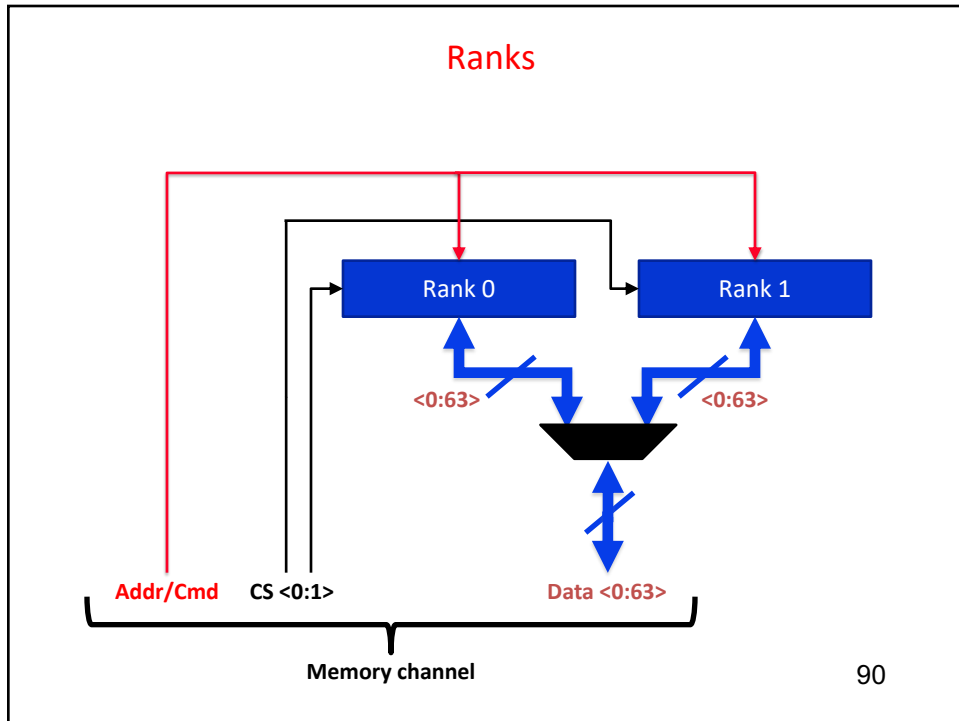 Ranks
Rank 0
Rank 1
<0:63>
<0:63>
Addr/Cmd
CS <0:1>
Data <0:63>
Memory channel
90